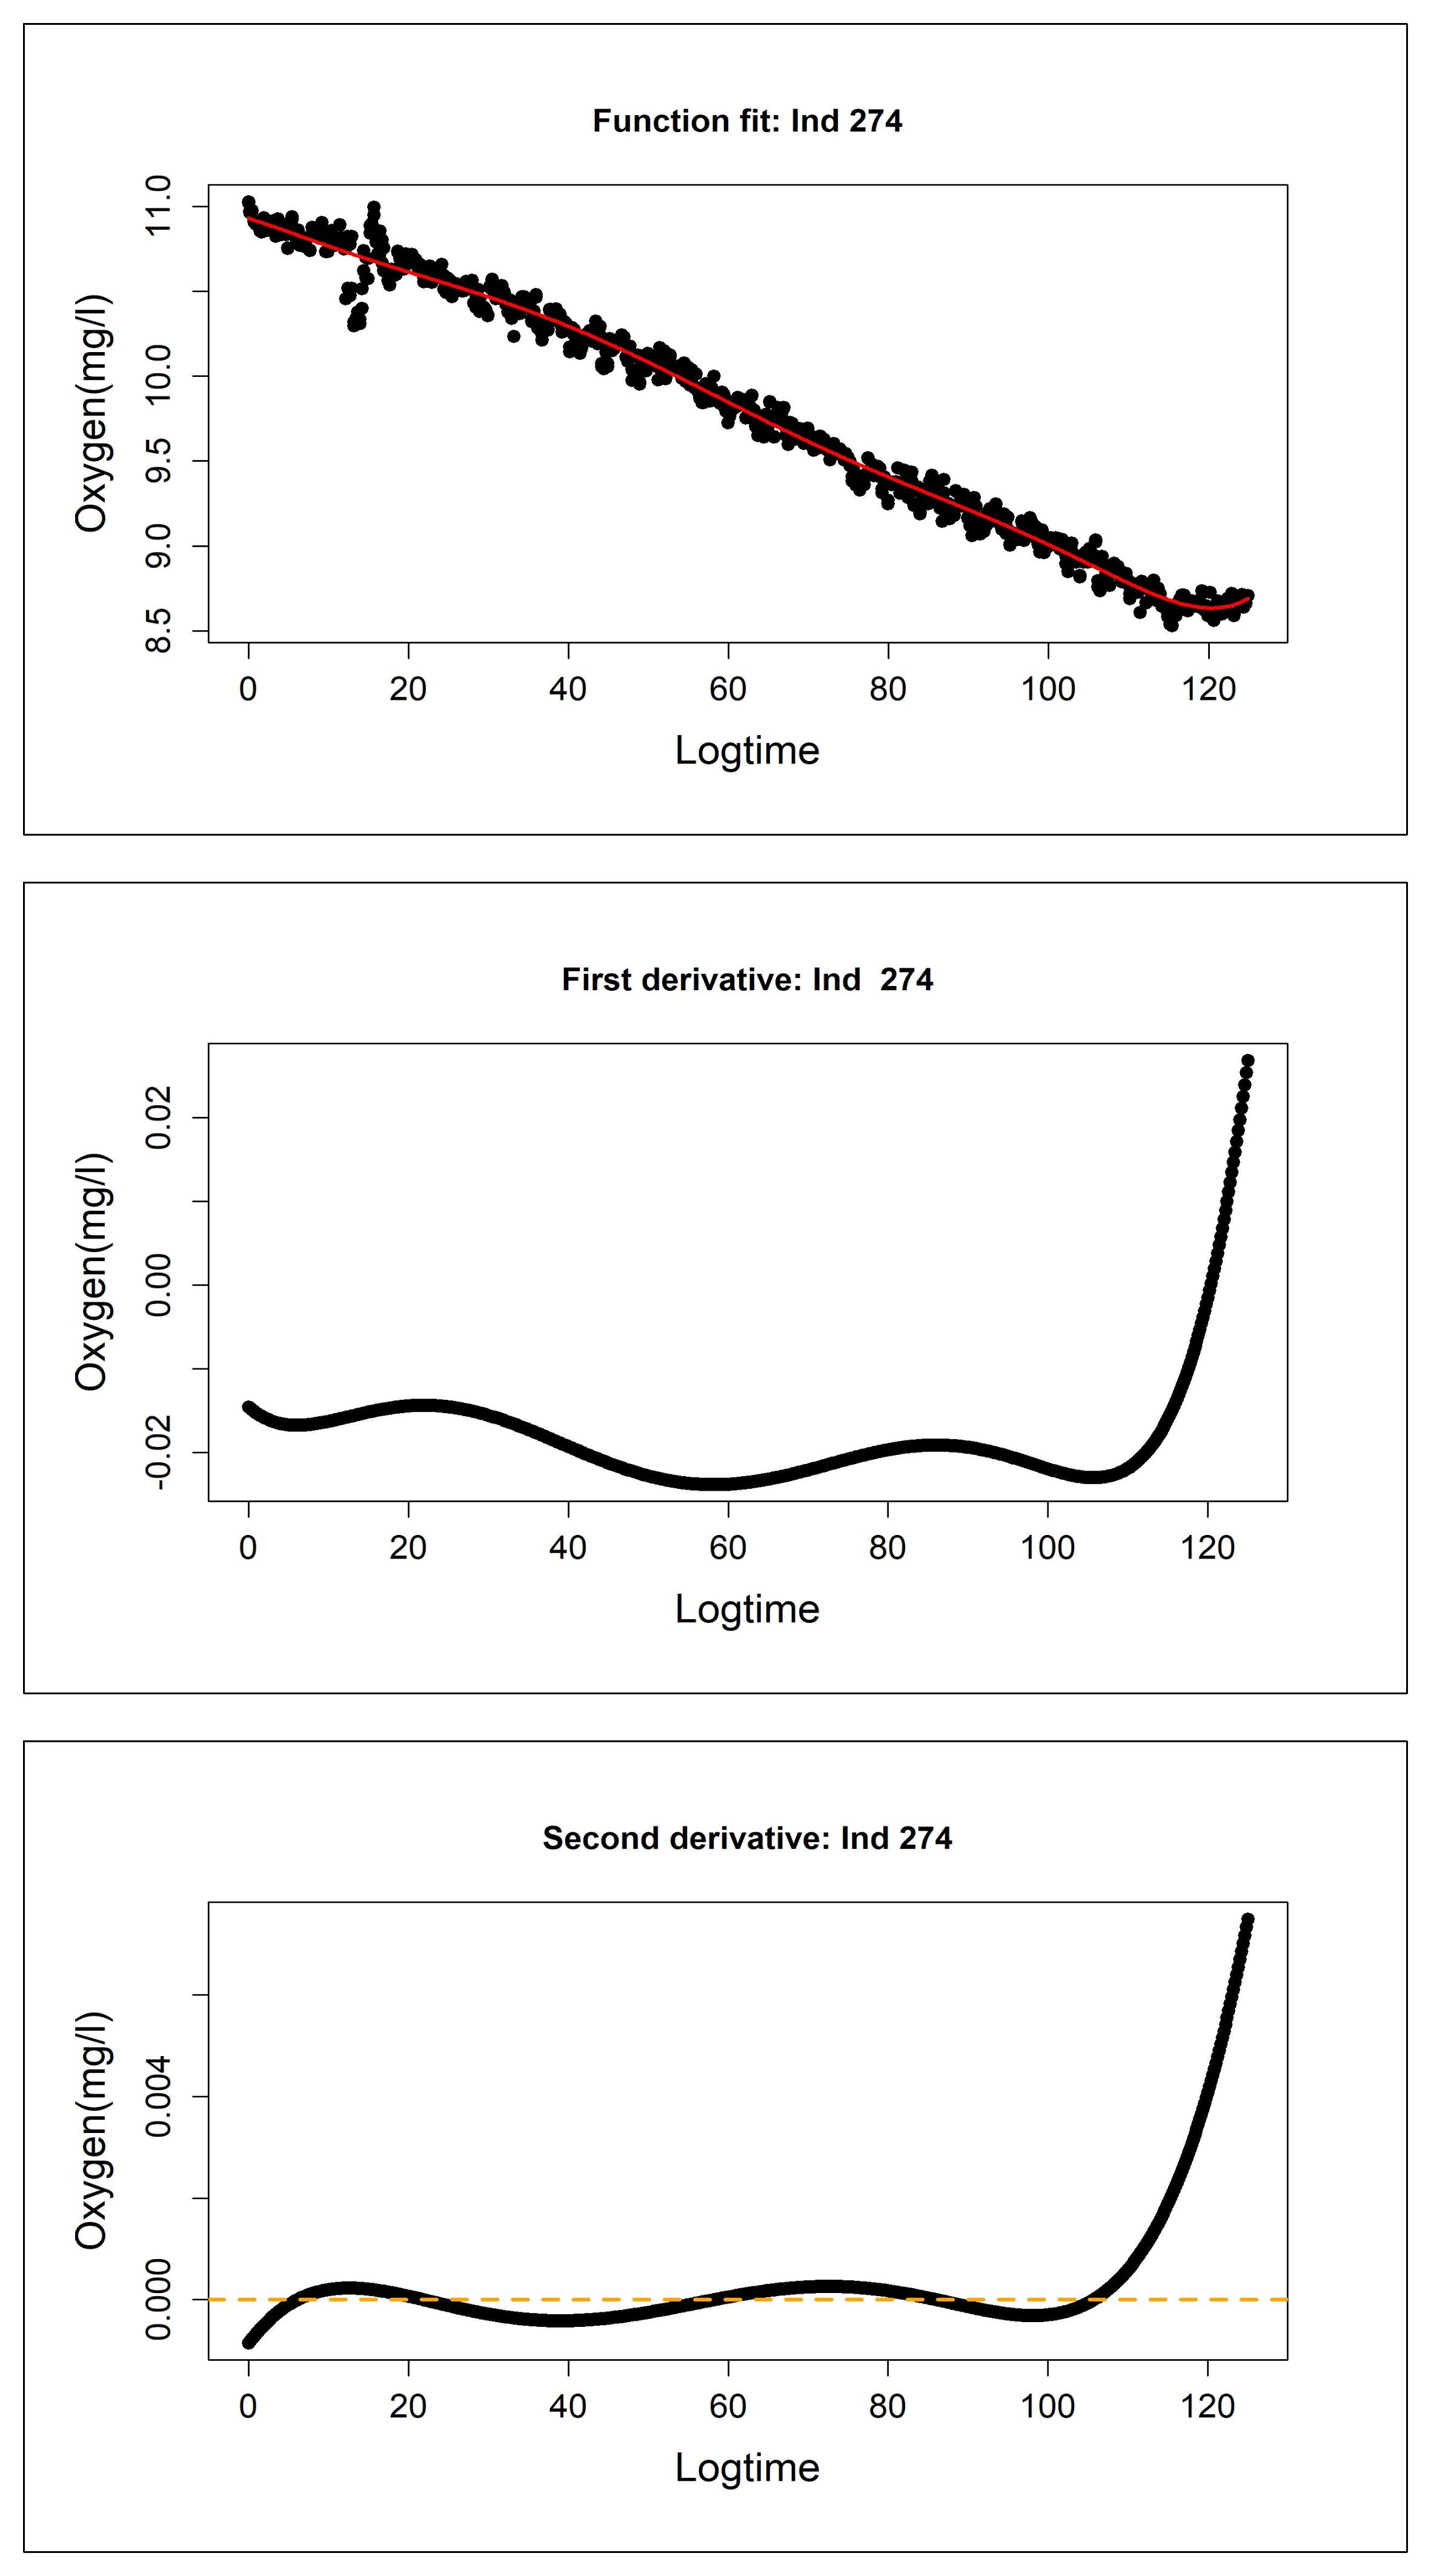 Function fit: Ind 274
Oxygen(mg/l)
11.0
10.0
9.5
9.0
8.5
0 20 40 60 80 100 120
Logtime
First derivative: Ind  274
Oxygen(mg/l)
0.02
0.00
-0.02
0 20 40 60 80 100 120
Logtime
Second derivative: Ind 274
Oxygen(mg/l)
0.004
0.000
0 20 40 60 80 100 120
Logtime